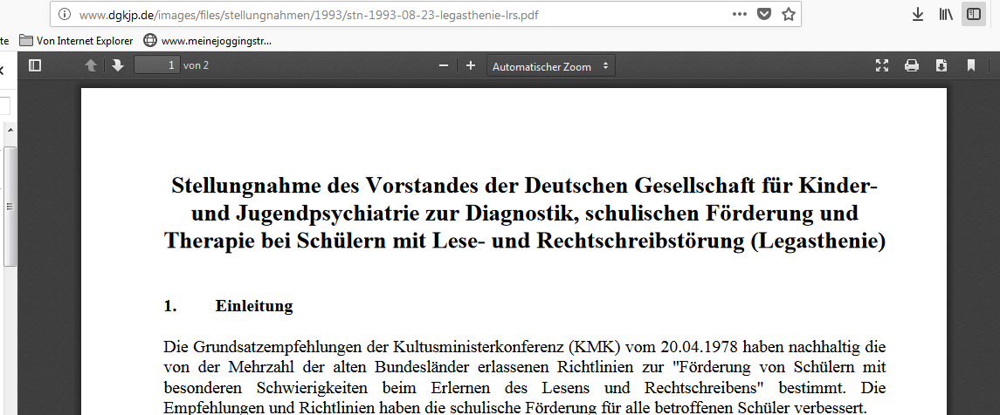 www.dgkjp.de/images/files/stellungnahmen/1993/stn-1993-08-23-legasthenie-lrs.pdf
te Von Internet Explorer www.meinejoggingstr...
1 von 2 Automatischer Zoom
Stellungnahme des Vorstandes der Deutschen Gesellschaft für Kinder-
und Jugendpsychiatrie zur Diagnostik, schulischen Förderung und
Therapie bei Schülern mit Lese- und Rechtschreibstörung (Legasthenie)
1. Einleitung
Die Grundsatzempfehlungen der Kultusministerkonferenz (KMK) vom 20.04.1978 haben nachhaltig die
von der Mehrzahl der alten Bundesländer erlassenen Richtlinien zur "Förderung von Schülern mit
besonderen Schwierigkeiten beim Erlernen des Lesens und Rechtschreibens" bestimmt. Die
Empfehlungen und Richtlinien haben die schulische Förderung für alle betroffenen Schüler verbessert.